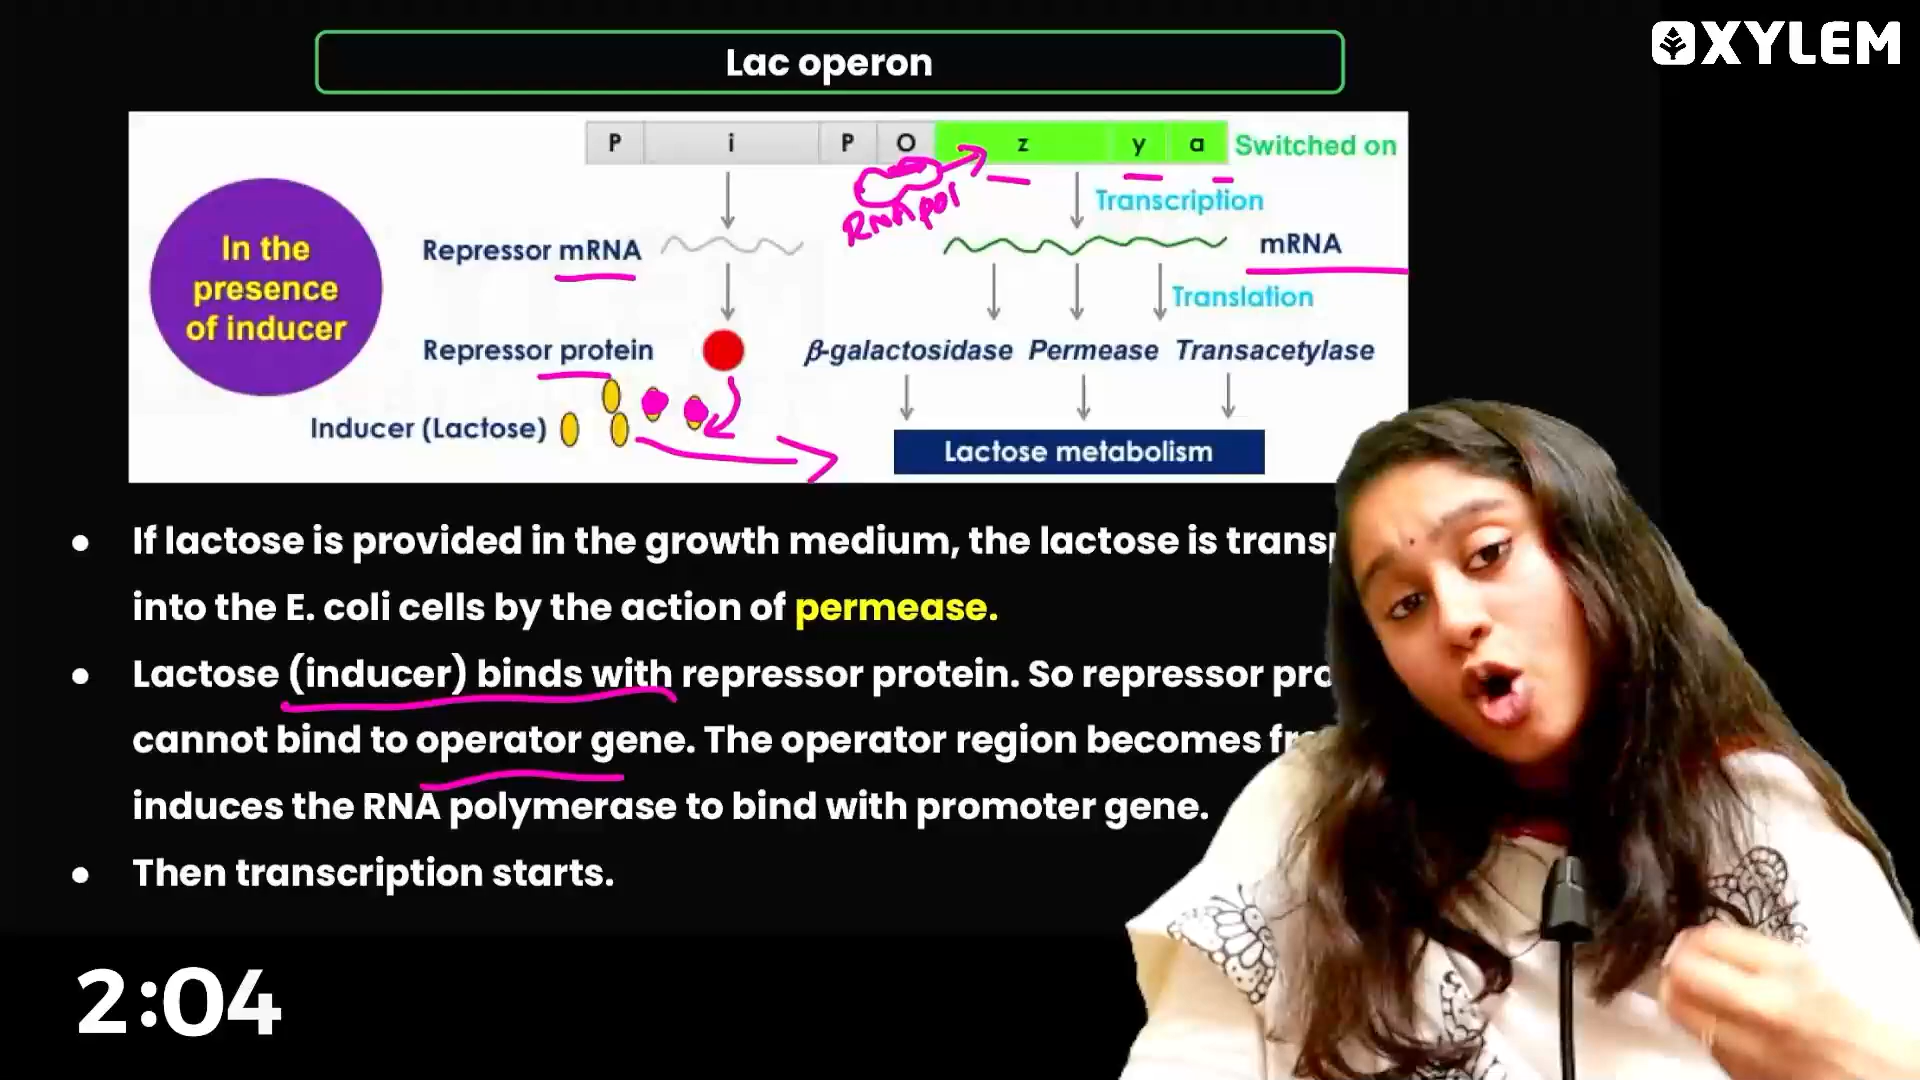 XYLEM
Lac operon
P i P O z y a Switched on
RNA pol
Transcription
In the
presence
of inducer
Repressor mRNA
mRNA
Translation
Repressor protein
β-galactosidase Permease Transacetylase
Inducer (Lactose)
Lactose metabolism
• If lactose is provided in the growth medium, the lactose is
into the E. coli cells by the action of permease.
• Lactose (inducer) binds with repressor protein. So repressor
cannot bind to operator gene. The operator region becomes
induces the RNA polymerase to bind with promoter gene.
• Then transcription starts.
2:04